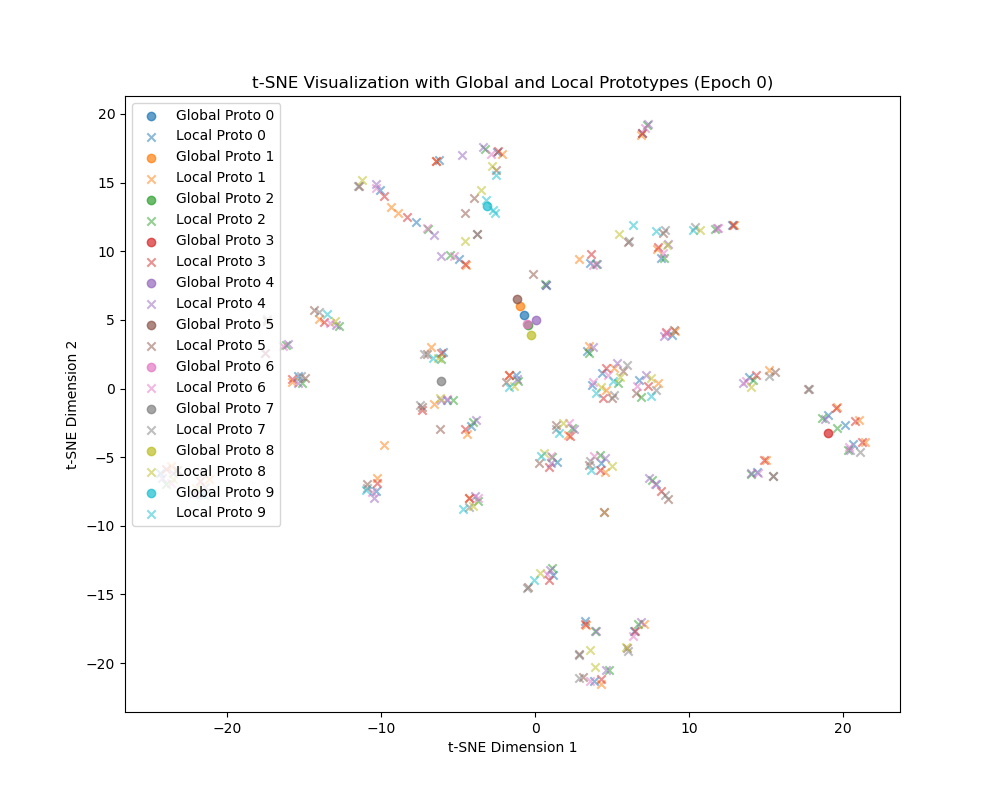 t-SNE Visualization with Global and Local Prototypes (Epoch 0)
Global Proto 0
Local Proto 0
Global Proto 1
Local Proto 1
Global Proto 2
Local Proto 2
Global Proto 3
Local Proto 3
Global Proto 4
Local Proto 4
Global Proto 5
Local Proto 5
Global Proto 6
Local Proto 6
Global Proto 7
Local Proto 7
Global Proto 8
Local Proto 8
Global Proto 9
Local Proto 9
20
15
10
5
0
−5
−10
−15
−20
t-SNE Dimension 2
−20
−10
0
10
20
t-SNE Dimension 1